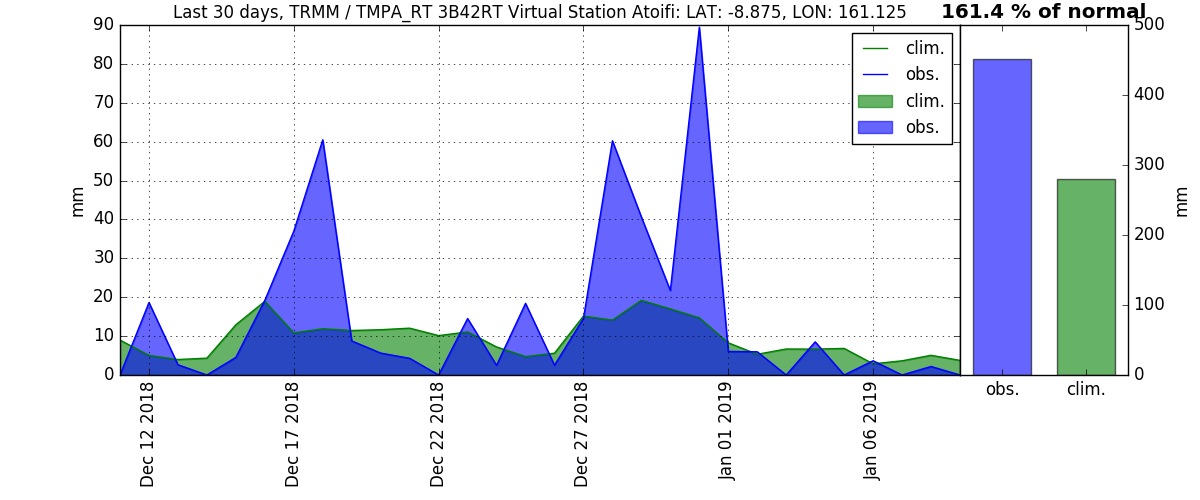 Last 30 days, TRMM / TMPA_RT 3B42RT Virtual Station Atoifi: LAT: -8.875, LON: 161.125
161.4 % of normal
90
80
70
60
50
40
30
20
10
0
mm
clim.
obs.
clim.
obs.
Dec 12 2018
Dec 17 2018
Dec 22 2018
Dec 27 2018
Jan 01 2019
Jan 06 2019
500
400
300
200
100
0
mm
obs.
clim.